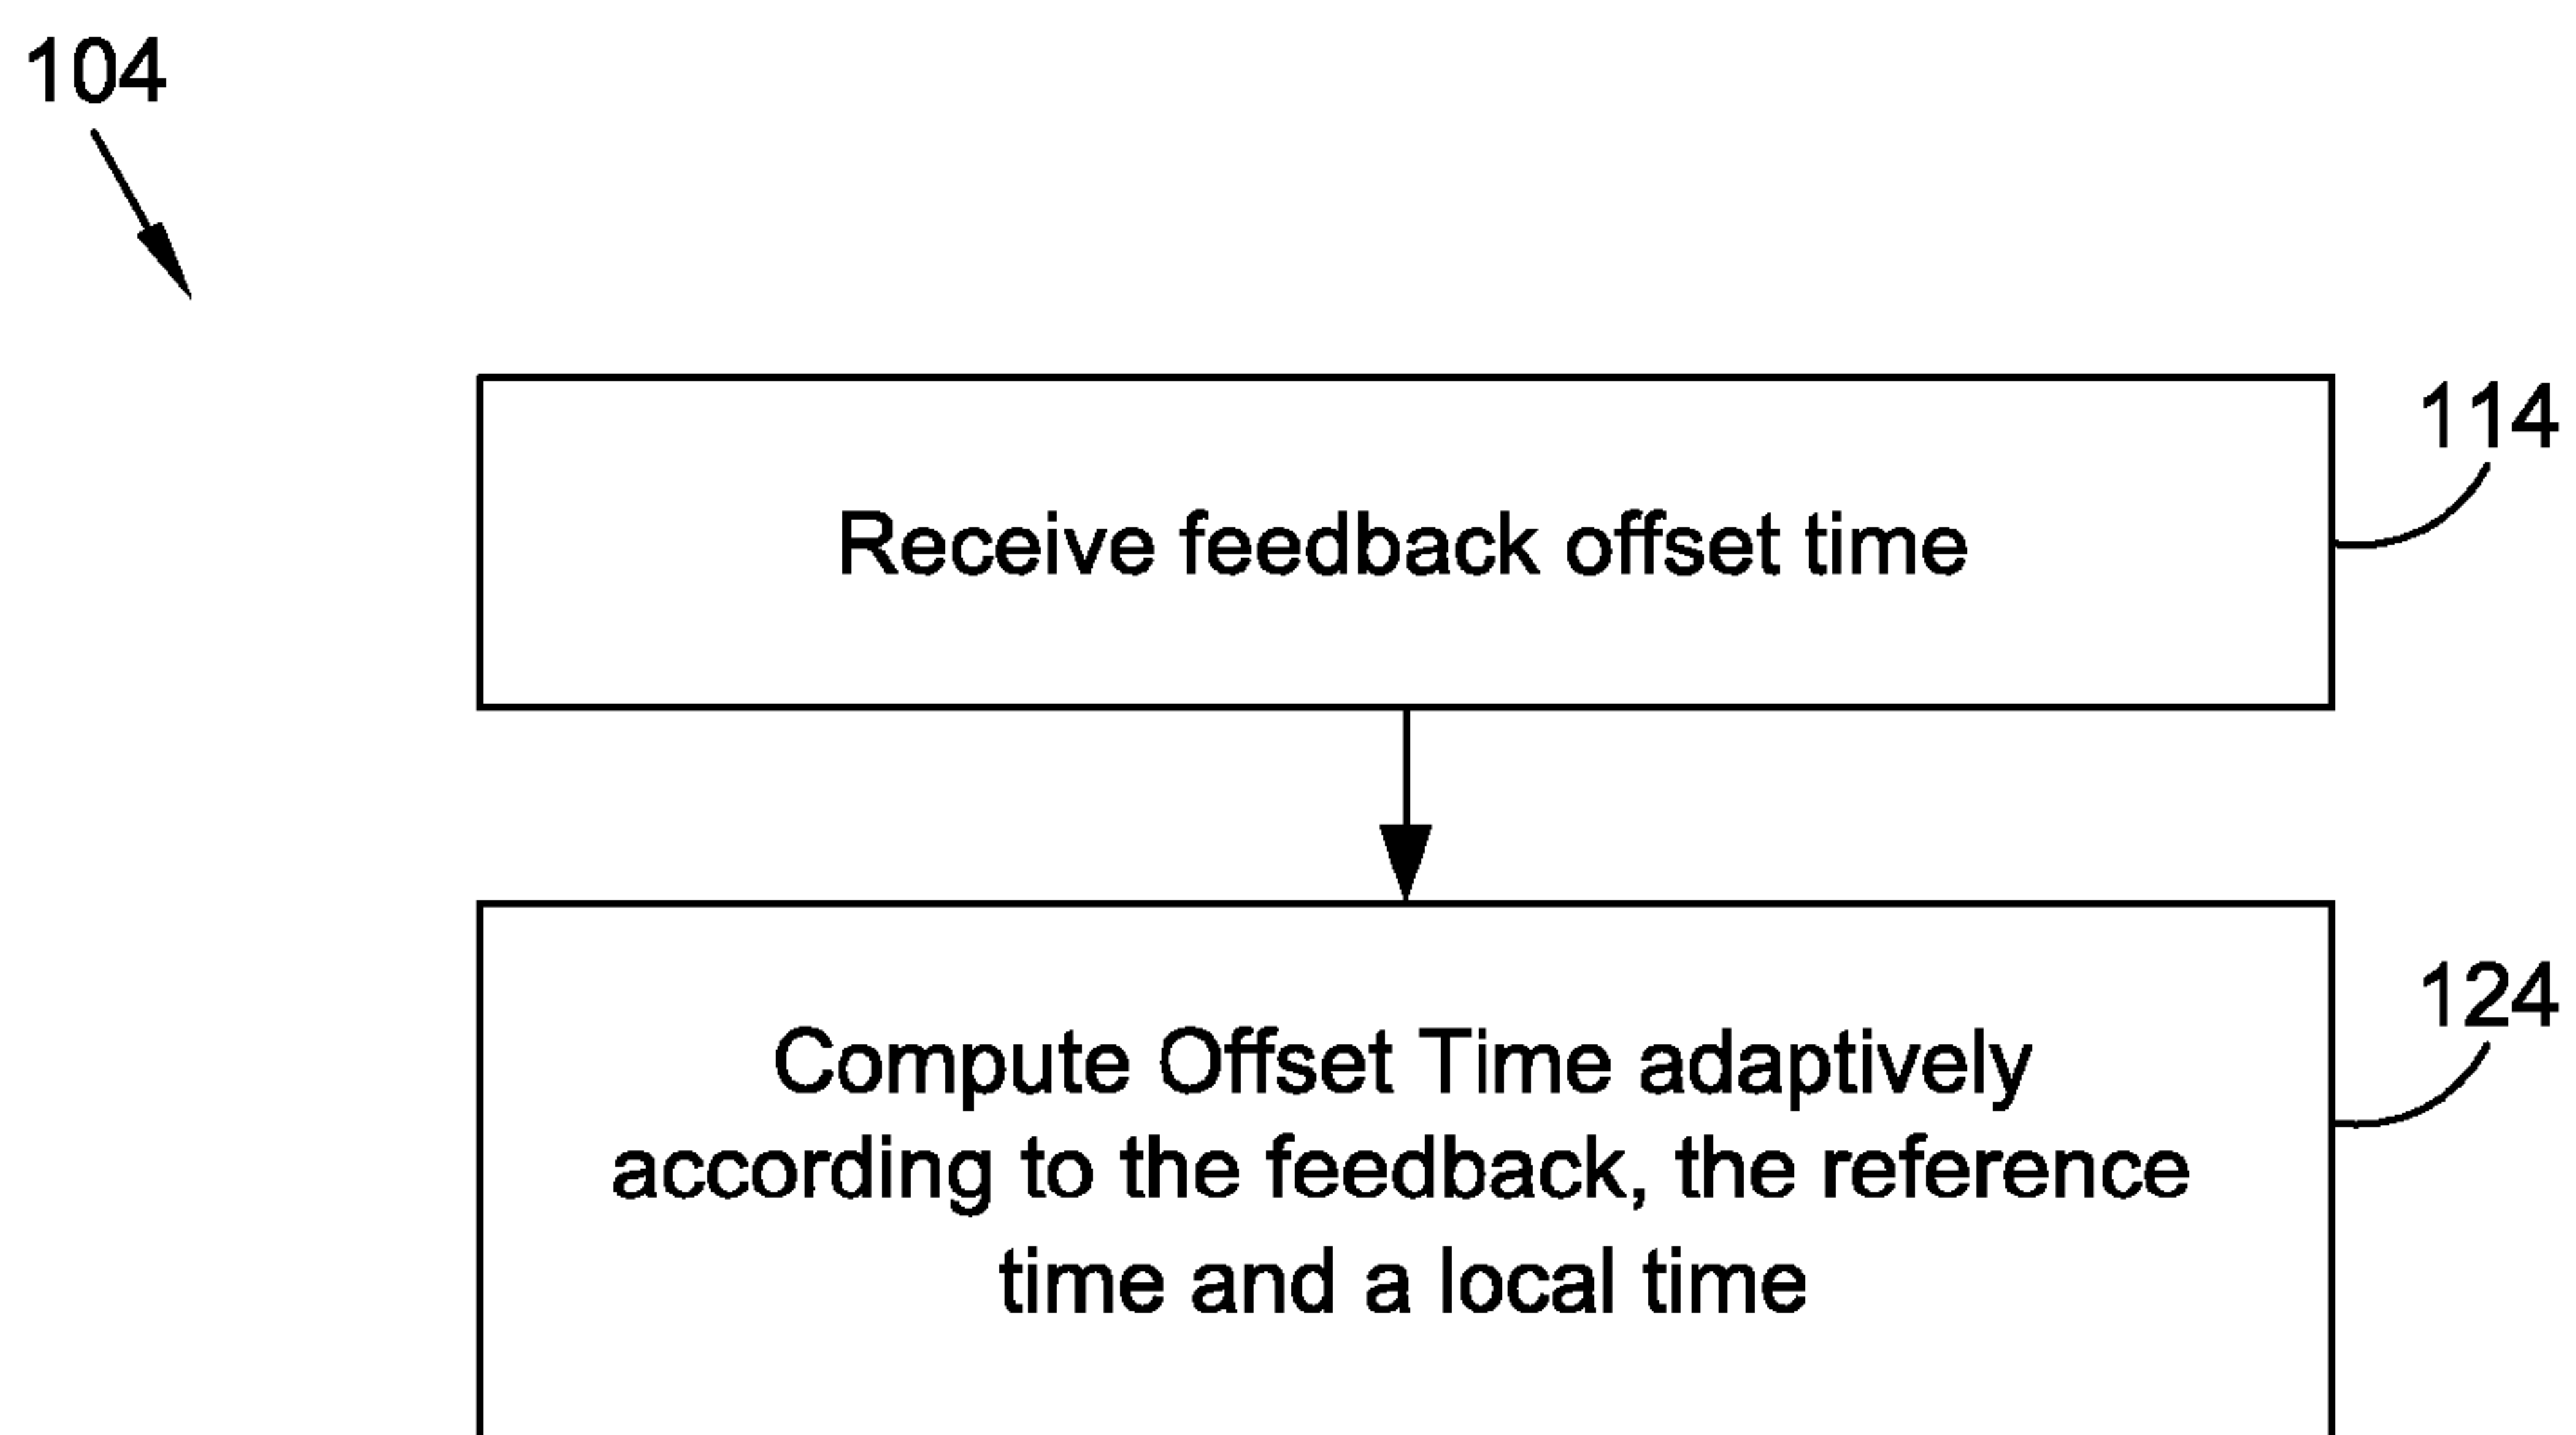 104
114
Receive feedback offset time
124
Compute Offset Time adaptively
according to the feedback, the reference
time and a local time